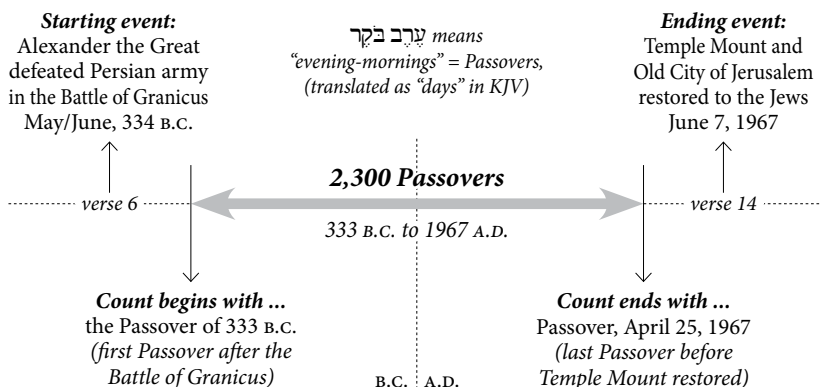 Starting event:
Alexander the Great
defeated Persian army
in the Battle of Granicus
May/June, 334 B.C.
עֶרֶב בֹּקֶר means
“evening-mornings” = Passovers,
(translated as “days” in KJV)
Ending event:
Temple Mount and
Old City of Jerusalem
restored to the Jews
June 7, 1967
2,300 Passovers
verse 6
verse 14
333 B.C. to 1967 A.D.
Count begins with ...
the Passover of 333 B.C.
(first Passover after the
Battle of Granicus)
Count ends with ...
Passover, April 25, 1967
(last Passover before
Temple Mount restored)
B.C. A.D.